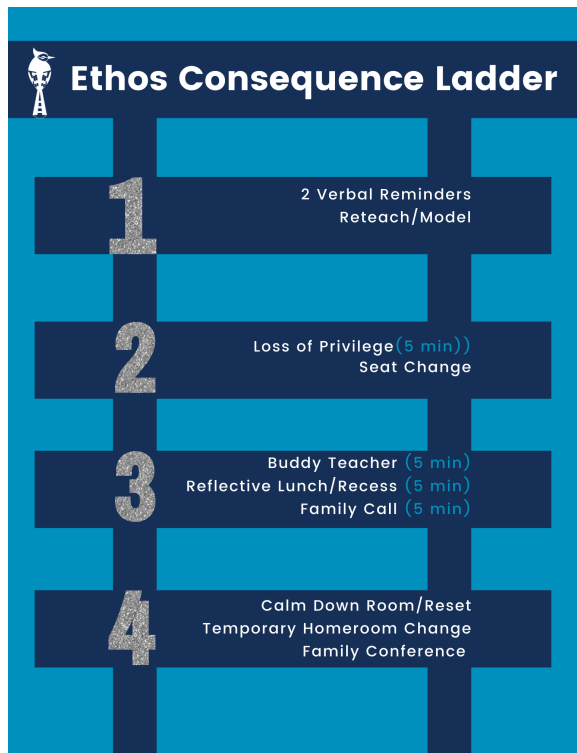 Ethos Consequence Ladder
1
2 Verbal Reminders
Reteach/Model
2
Loss of Privilege(5 min))
Seat Change
3
Buddy Teacher (5 min)
Reflective Lunch/Recess (5 min)
Family Call (5 min)
4
Calm Down Room/Reset
Temporary Homeroom Change
Family Conference